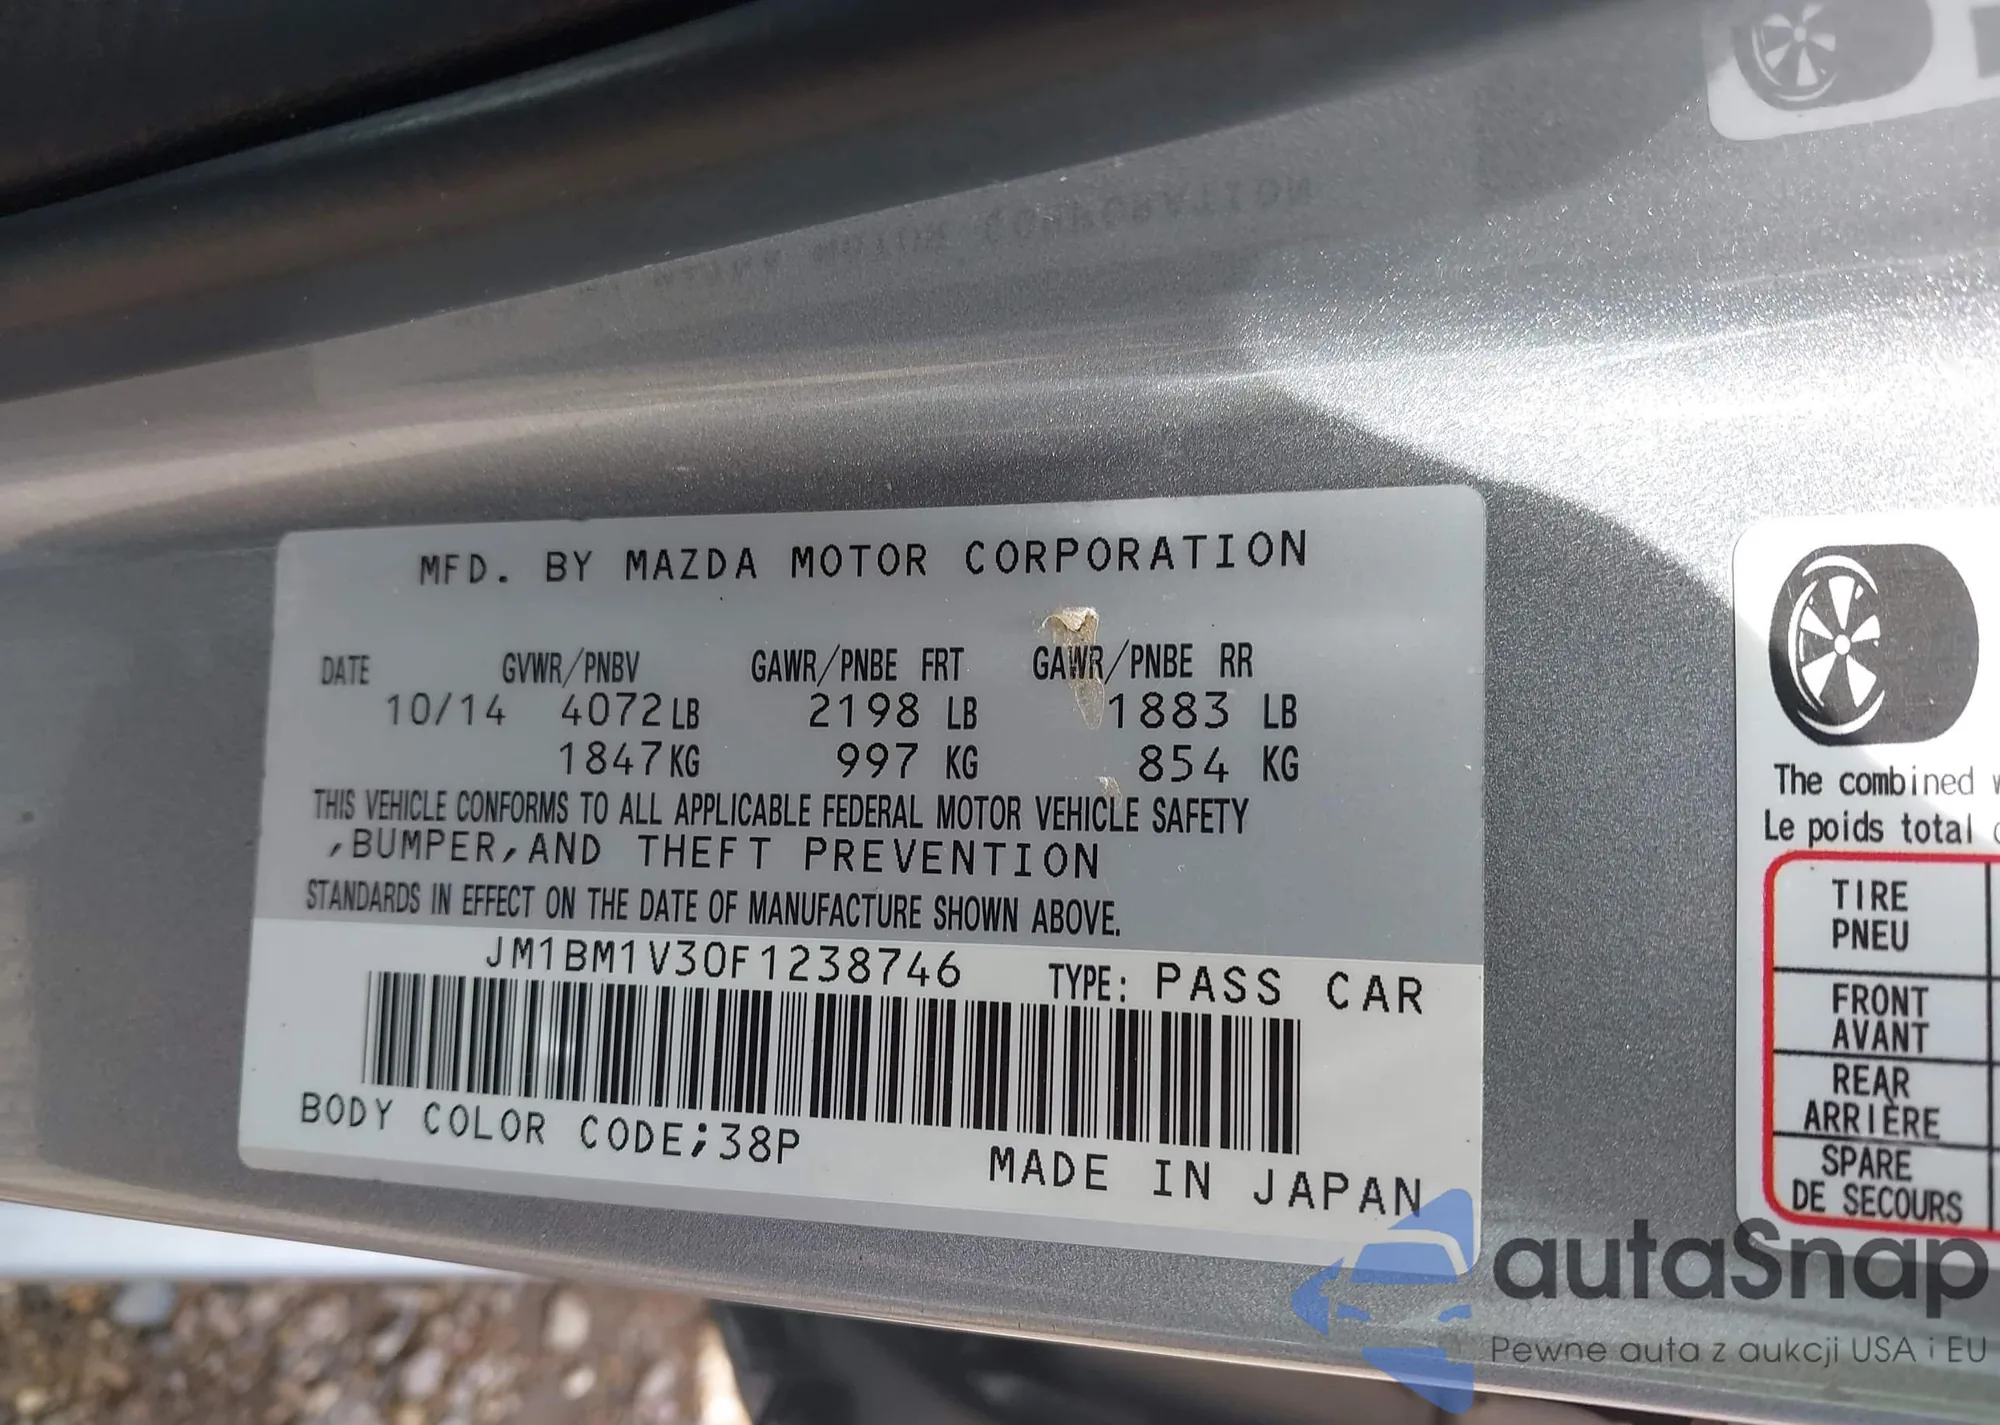 MFD. BY MAZDA MOTOR CORPORATION
DATE GVWR/PNBV GAWR/PNBE FRT GAWR/PNBE RR
10/14 4072LB 2198 LB 1883 LB
1847KG 997 KG 854 KG
THIS VEHICLE CONFORMS TO ALL APPLICABLE FEDERAL MOTOR VEHICLE SAFETY
,BUMPER,AND THEFT PREVENTION
STANDARDS IN EFFECT ON THE DATE OF MANUFACTURE SHOWN ABOVE.
JM1BM1V30F1238746 TYPE: PASS CAR
BODY COLOR CODE;38P
MADE IN JAPAN
The combined
Le poids total
TIRE
PNEU
FRONT
AVANT
REAR
ARRIÈRE
SPARE
DE SECOURS
autaSnap
Pewne auta z aukcji USA i EU